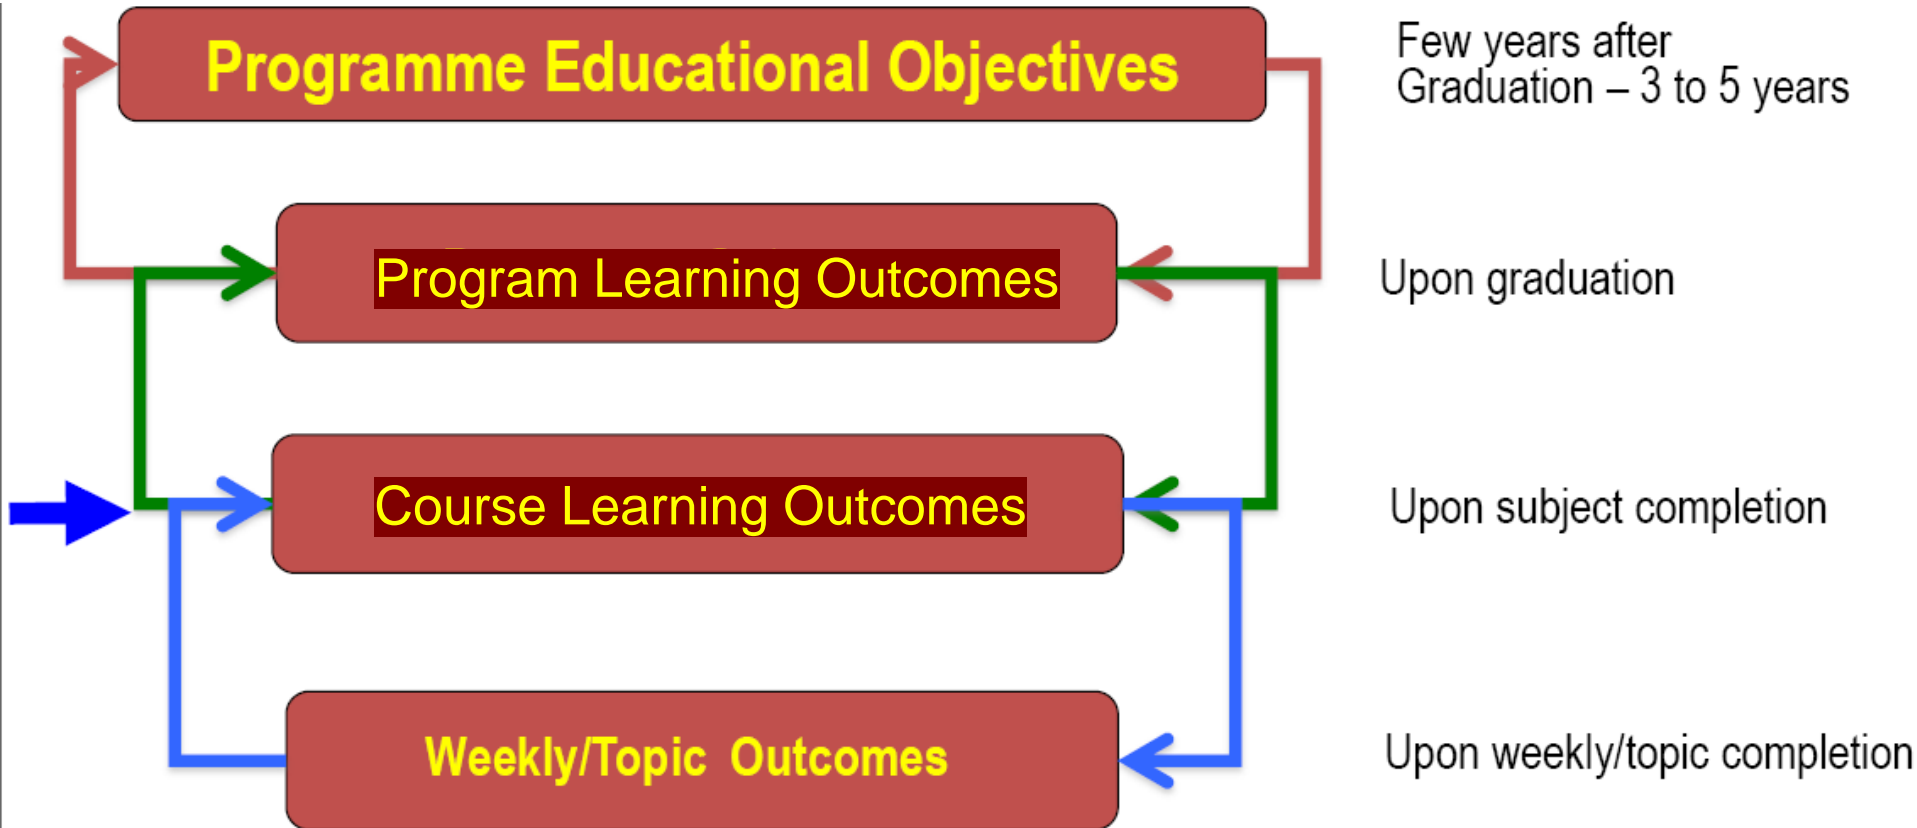 Programme Educational Objectives
Few years after
Graduation – 3 to 5 years
Program Learning Outcomes
Upon graduation
Course Learning Outcomes
Upon subject completion
Weekly/Topic Outcomes
Upon weekly/topic completion